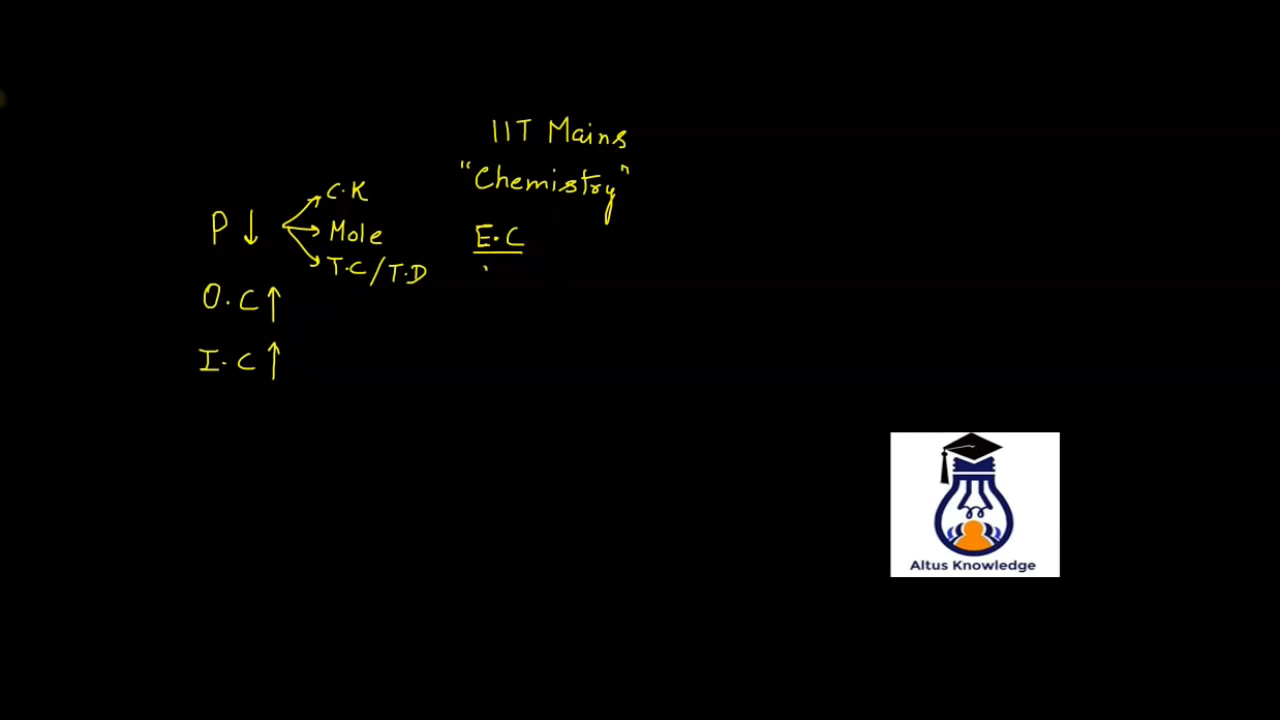 IIT Mains
"Chemistry"
P ↓ → C.K
→ Mole
→ T.C/T.D
E.C
O.C ↑
I.C ↑
Altus Knowledge